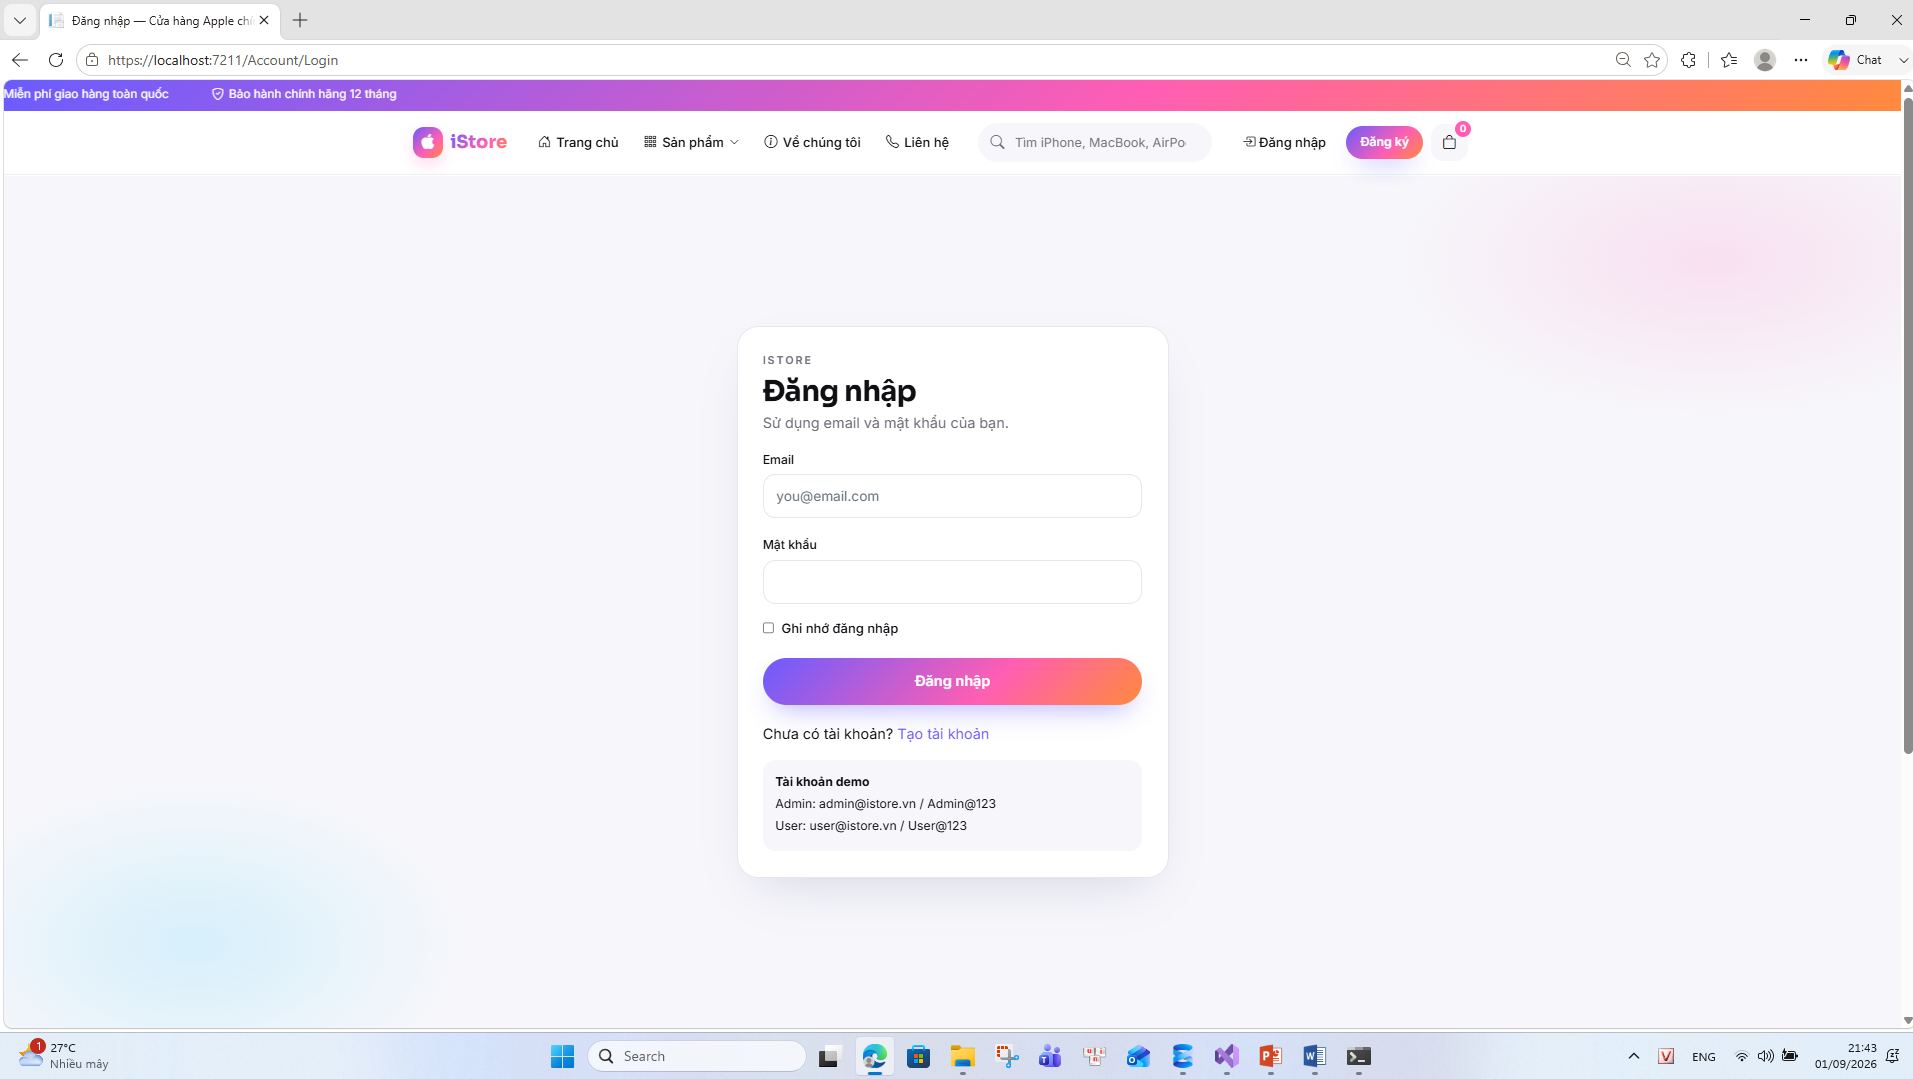 Đăng nhập — Cửa hàng Apple chí
https://localhost:7211/Account/Login
Chat
Miễn phí giao hàng toàn quốc
Bảo hành chính hãng 12 tháng
iStore
Trang chủ
Sản phẩm
Về chúng tôi
Liên hệ
Tìm iPhone, MacBook, AirPo
Đăng nhập
Đăng ký
0
ISTORE
Đăng nhập
Sử dụng email và mật khẩu của bạn.
Email
you@email.com
Mật khẩu
Ghi nhớ đăng nhập
Đăng nhập
Chưa có tài khoản? Tạo tài khoản
Tài khoản demo
Admin: admin@istore.vn / Admin@123
User: user@istore.vn / User@123
1
27°C
Nhiều mây
Search
ENG
21:43
01/09/2026